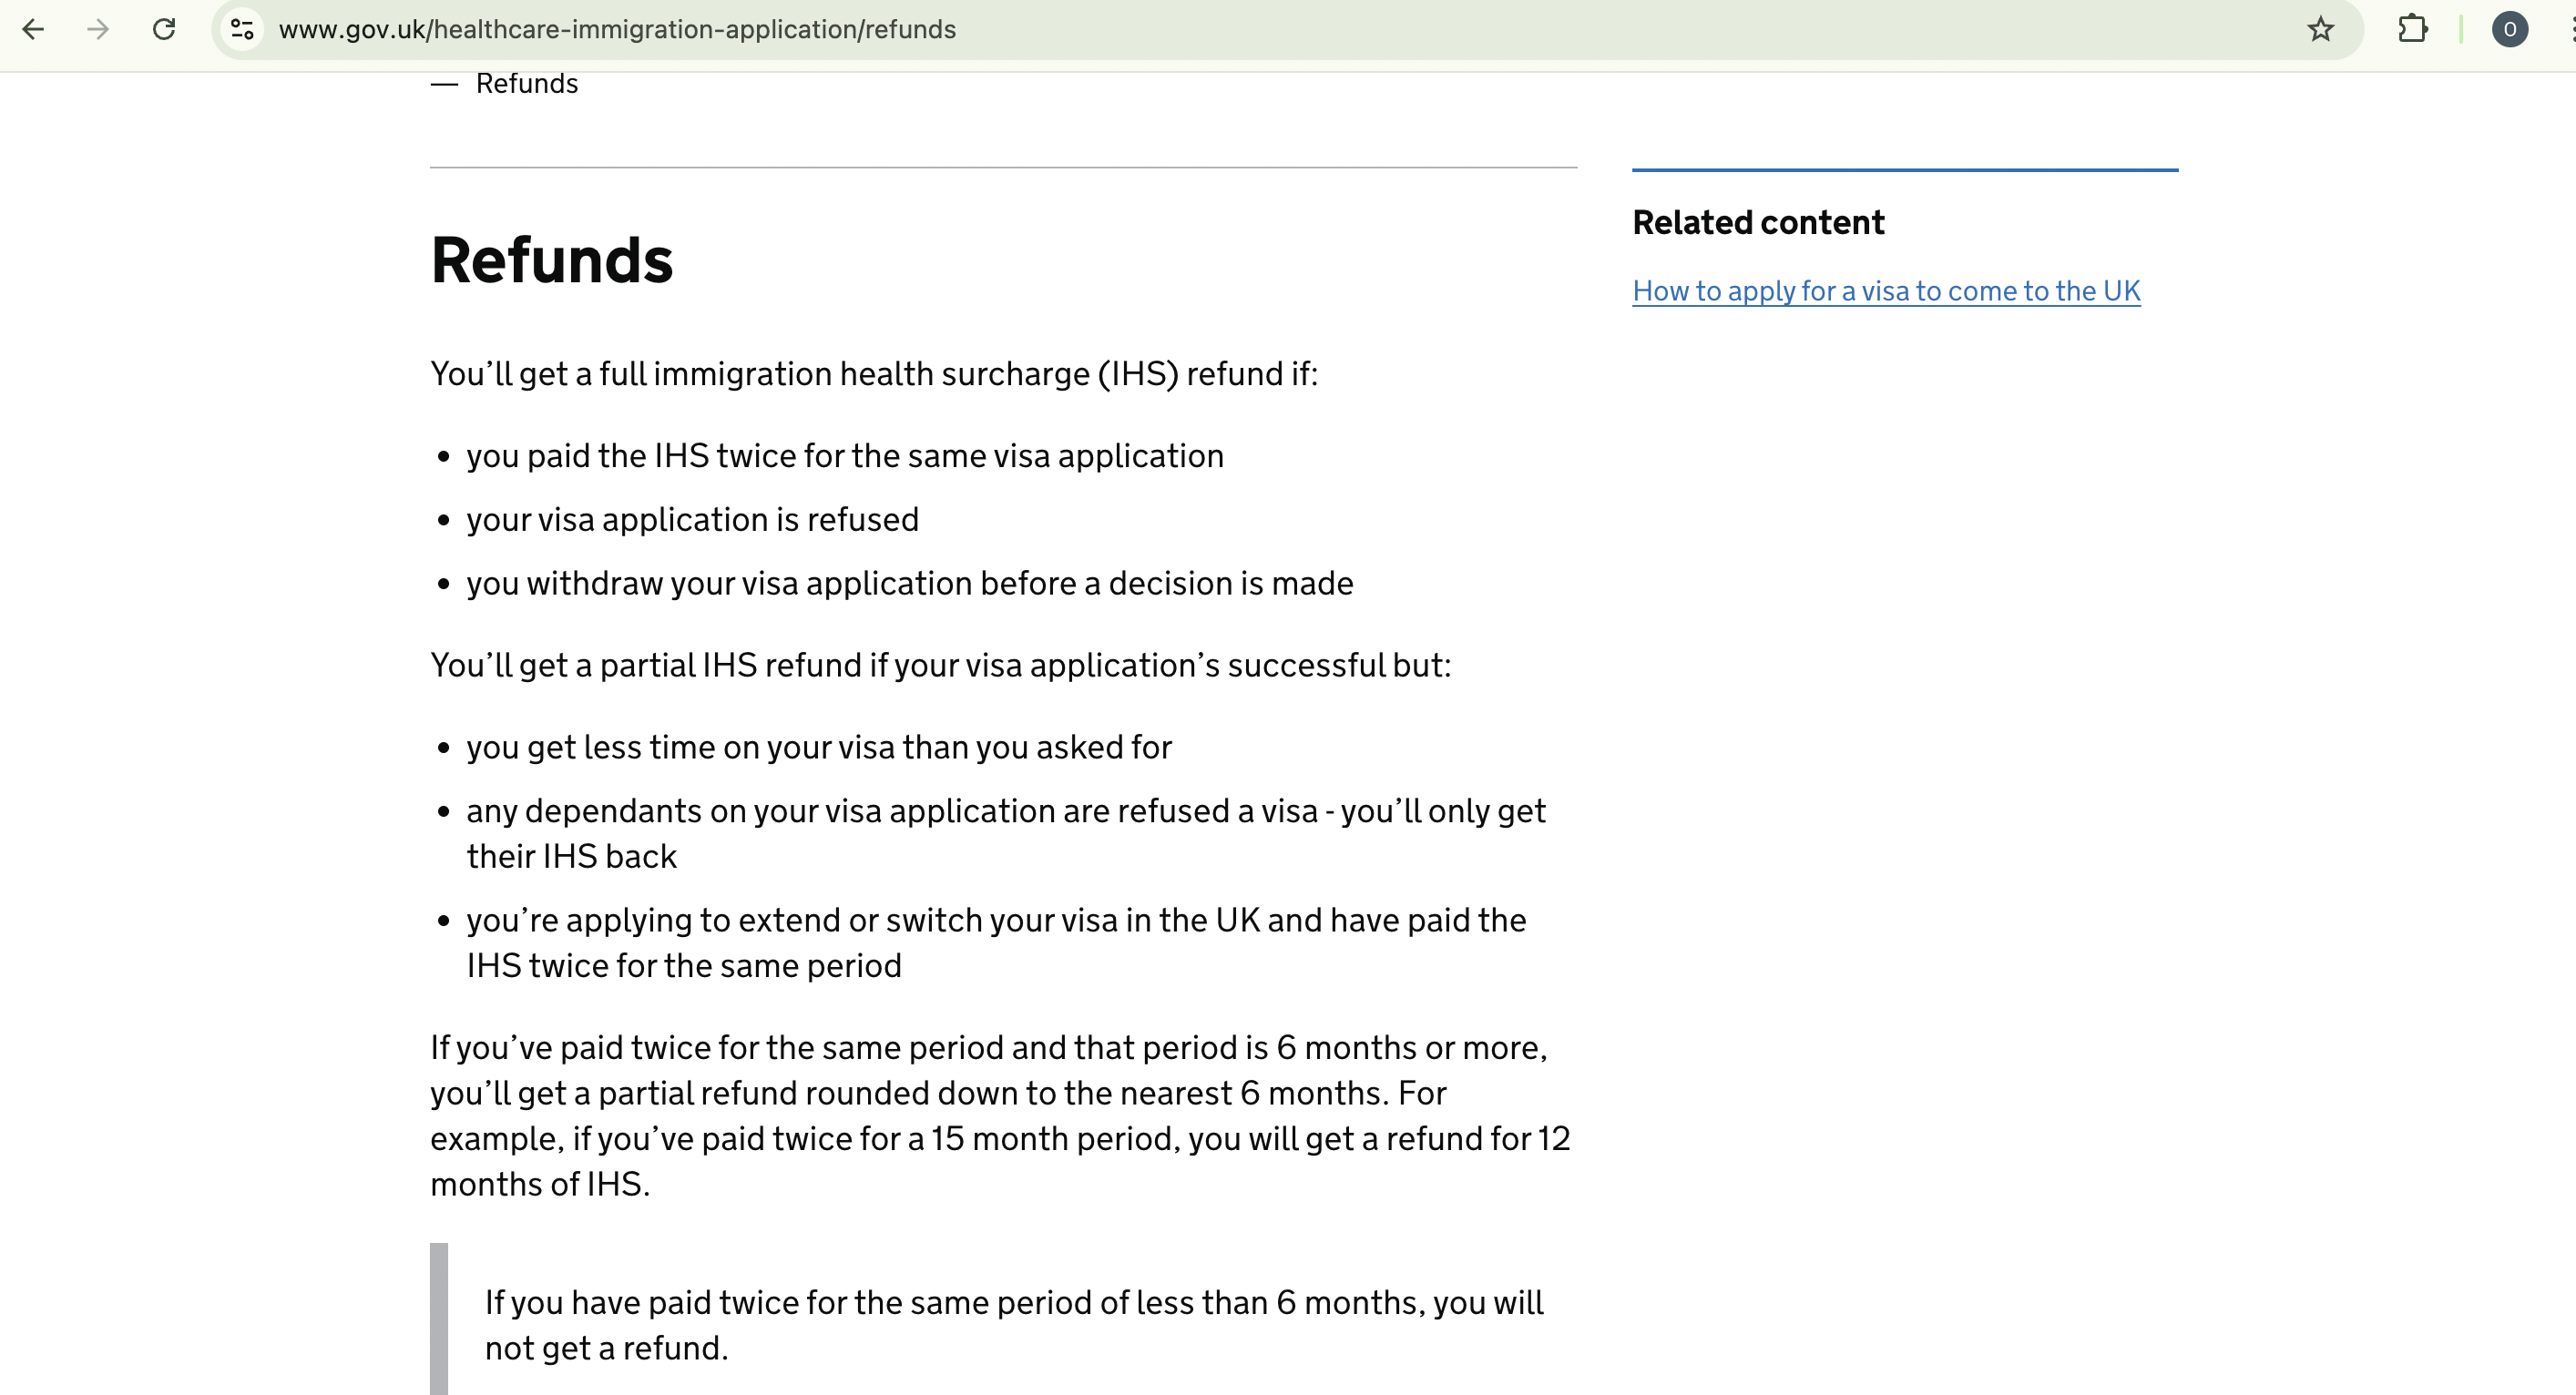 www.gov.uk/healthcare-immigration-application/refunds
O
— Refunds
Refunds
You’ll get a full immigration health surcharge (IHS) refund if:
• you paid the IHS twice for the same visa application
• your visa application is refused
• you withdraw your visa application before a decision is made
You’ll get a partial IHS refund if your visa application’s successful but:
• you get less time on your visa than you asked for
• any dependants on your visa application are refused a visa - you’ll only get
their IHS back
• you’re applying to extend or switch your visa in the UK and have paid the
IHS twice for the same period
If you’ve paid twice for the same period and that period is 6 months or more,
you’ll get a partial refund rounded down to the nearest 6 months. For
example, if you’ve paid twice for a 15 month period, you will get a refund for 12
months of IHS.
If you have paid twice for the same period of less than 6 months, you will
not get a refund.
Related content
How to apply for a visa to come to the UK